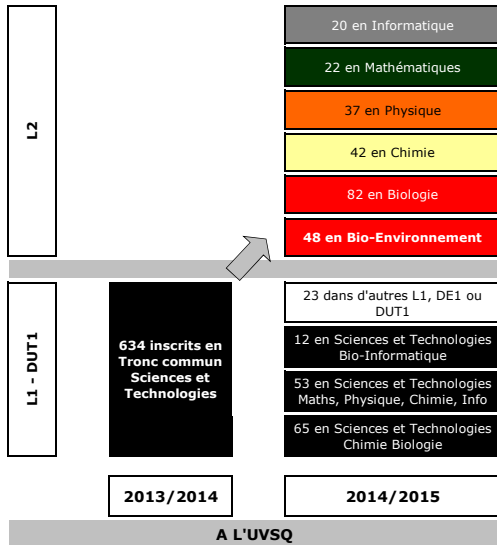 L2
20 en Informatique
22 en Mathématiques
37 en Physique
42 en Chimie
82 en Biologie
48 en Bio-Environnement
L1 - DUT1
634 inscrits en
Tronc commun
Sciences et
Technologies
23 dans d'autres L1, DE1 ou
DUT1
12 en Sciences et Technologies
Bio-Informatique
53 en Sciences et Technologies
Maths, Physique, Chimie, Info
65 en Sciences et Technologies
Chimie Biologie
2013/2014
2014/2015
A L'UVSQ